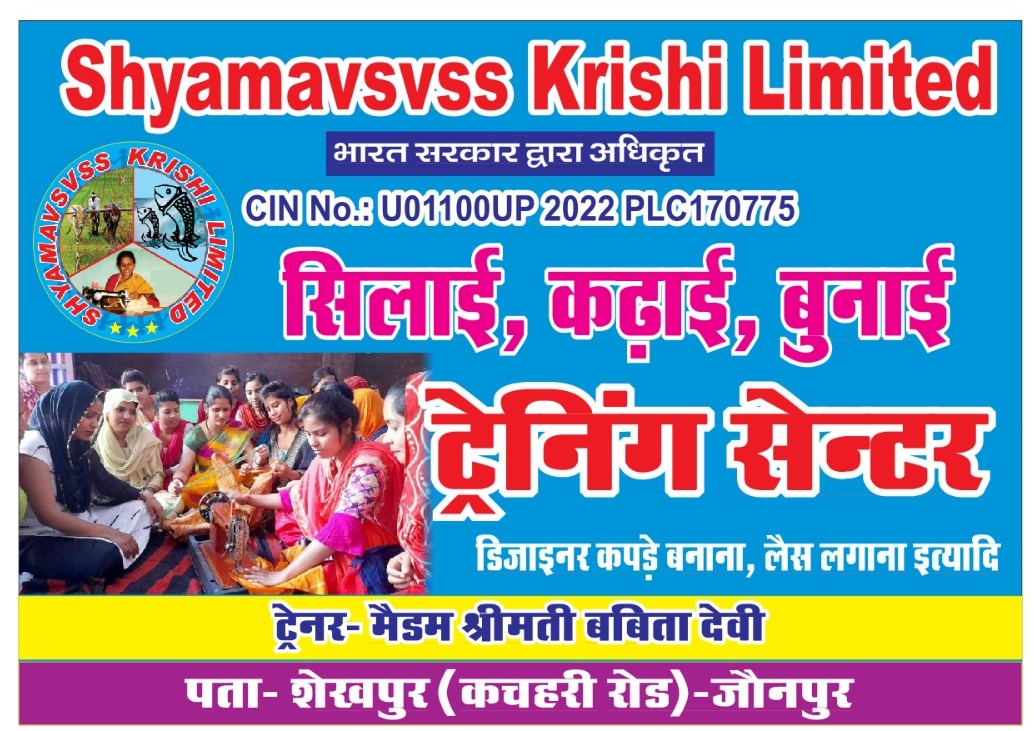 Shyamavsvss Krishi Limited
भारत सरकार द्वारा अधिकृत
CIN No.: U01100UP 2022 PLC170775
SHYAMAVSVSS KRISHI LIMITED
सिलाई, कढ़ाई, बुनाई
ट्रेनिंग सेन्टर
डिजाइनर कपड़े बनाना, लैस लगाना इत्यादि
ट्रेनर- मैडम श्रीमती बबिता देवी
पता- शेखपुर (कचहरी रोड)-जौनपुर